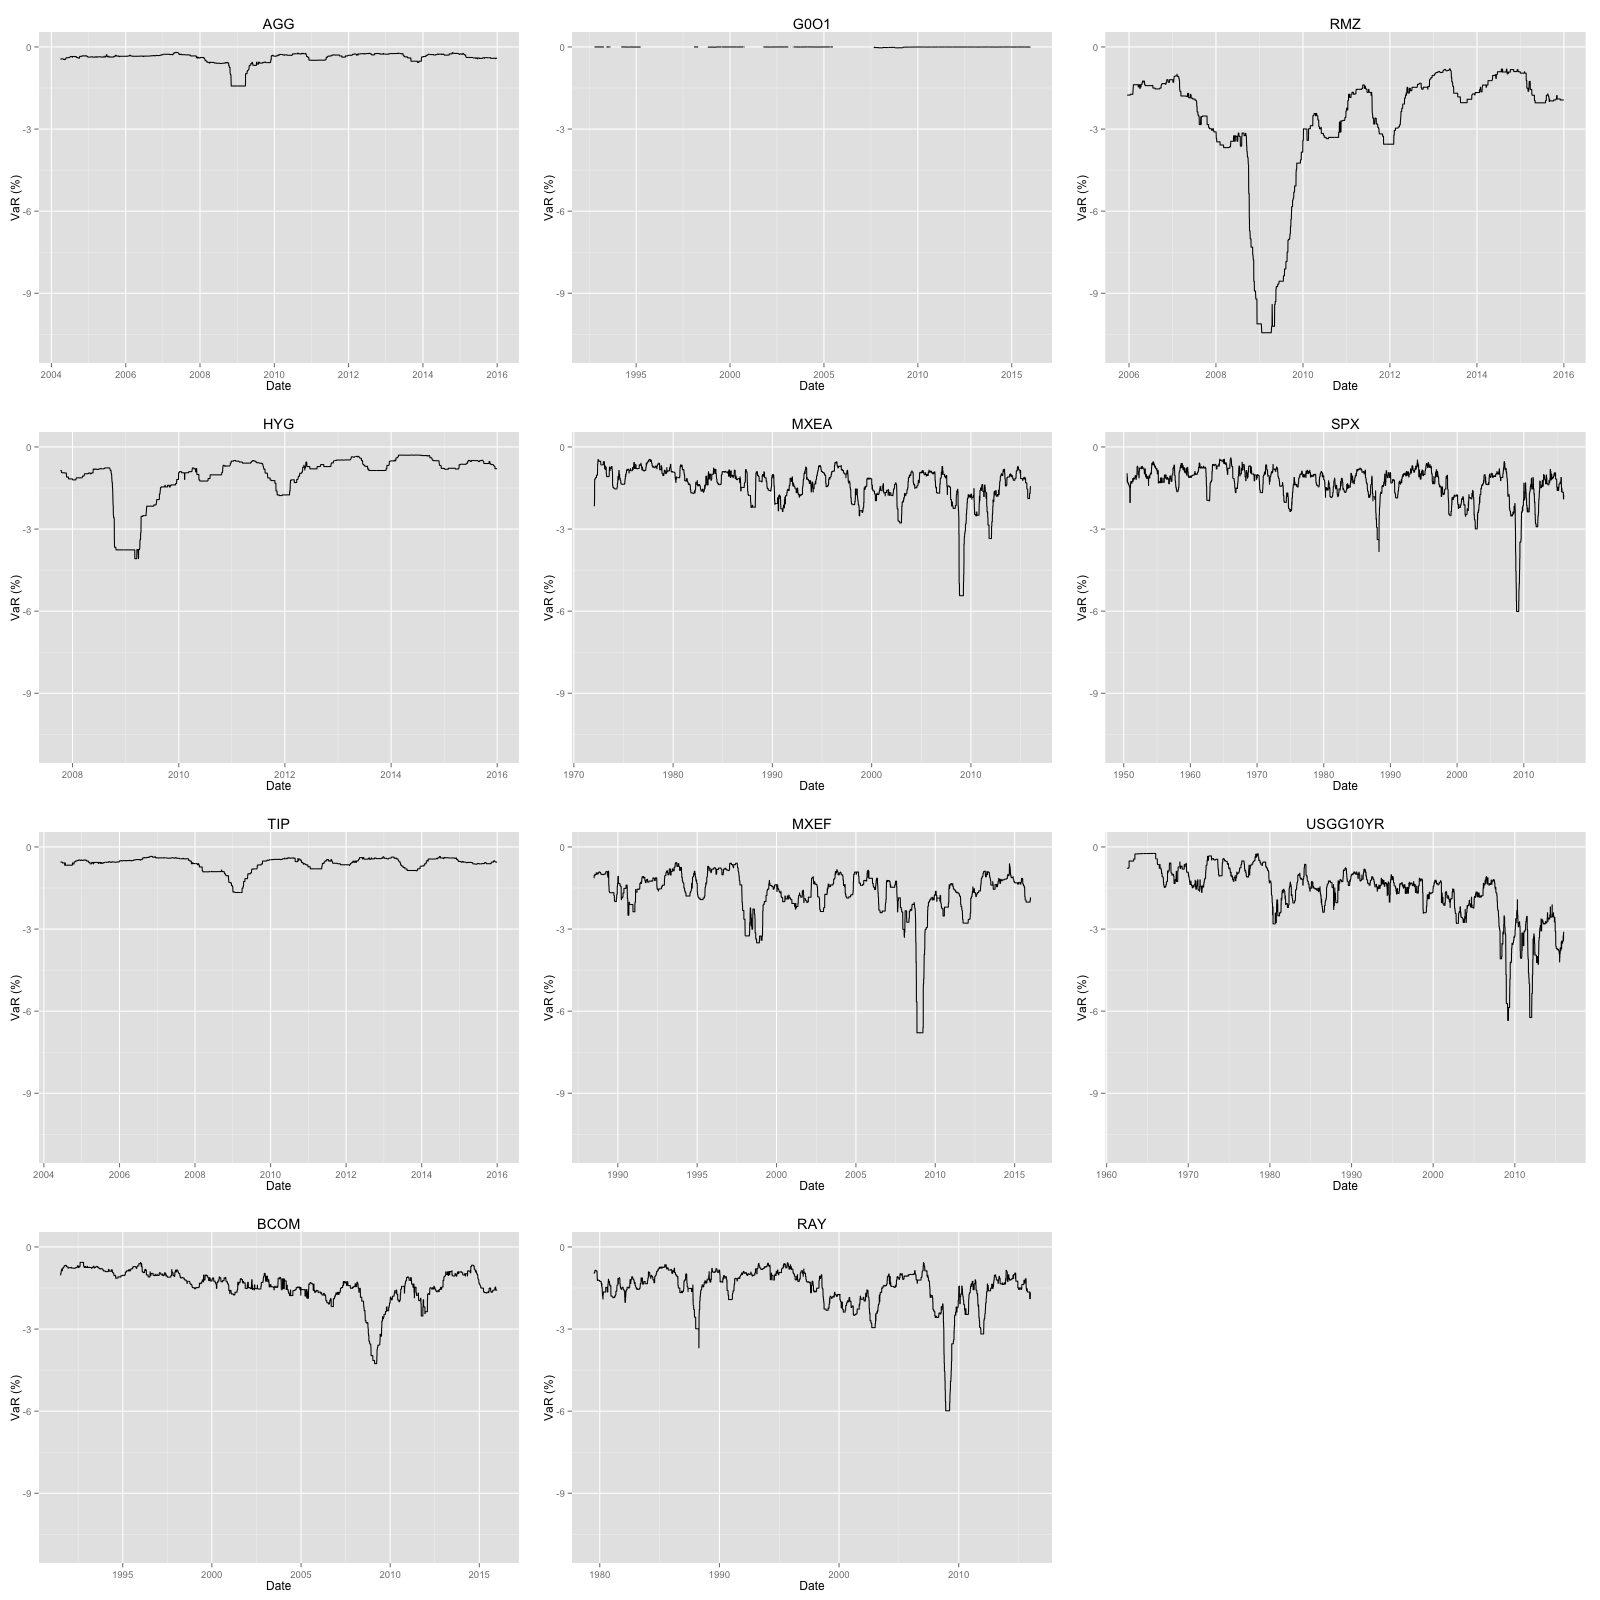 AGG
0
-3
-6
-9
VaR (%)
2004 2006 2008 2010 2012 2014 2016
Date
G0O1
0
-3
-6
-9
VaR (%)
1995 2000 2005 2010 2015
Date
RMZ
0
-3
-6
-9
VaR (%)
2006 2008 2010 2012 2014 2016
Date
HYG
0
-3
-6
-9
VaR (%)
2008 2010 2012 2014 2016
Date
MXEA
0
-3
-6
-9
VaR (%)
1970 1980 1990 2000 2010
Date
SPX
0
-3
-6
-9
VaR (%)
1950 1960 1970 1980 1990 2000 2010
Date
TIP
0
-3
-6
-9
VaR (%)
2004 2006 2008 2010 2012 2014 2016
Date
MXEF
0
-3
-6
-9
VaR (%)
1990 1995 2000 2005 2010 2015
Date
USGG10YR
0
-3
-6
-9
VaR (%)
1960 1970 1980 1990 2000 2010
Date
BCOM
0
-3
-6
-9
VaR (%)
1995 2000 2005 2010 2015
Date
RAY
0
-3
-6
-9
VaR (%)
1980 1990 2000 2010
Date